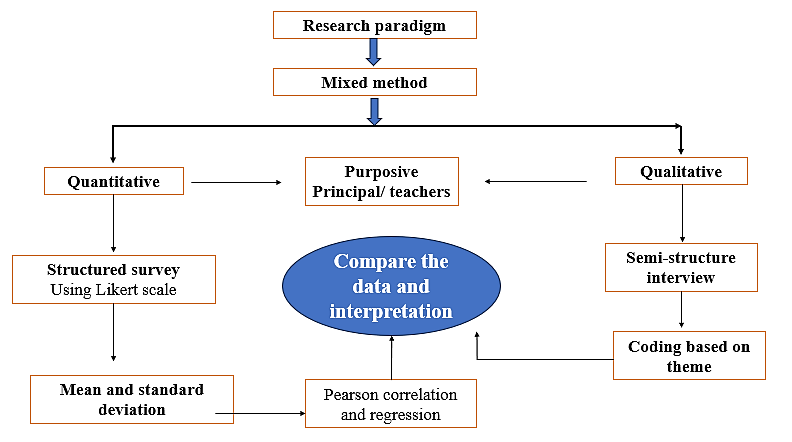 Research paradigm
Mixed method
Quantitative
Purposive
Principal/ teachers
Qualitative
Structured survey
Using Likert scale
Compare the
data and
interpretation
Semi-structure
interview
Coding based on
theme
Mean and standard
deviation
Pearson correlation
and regression